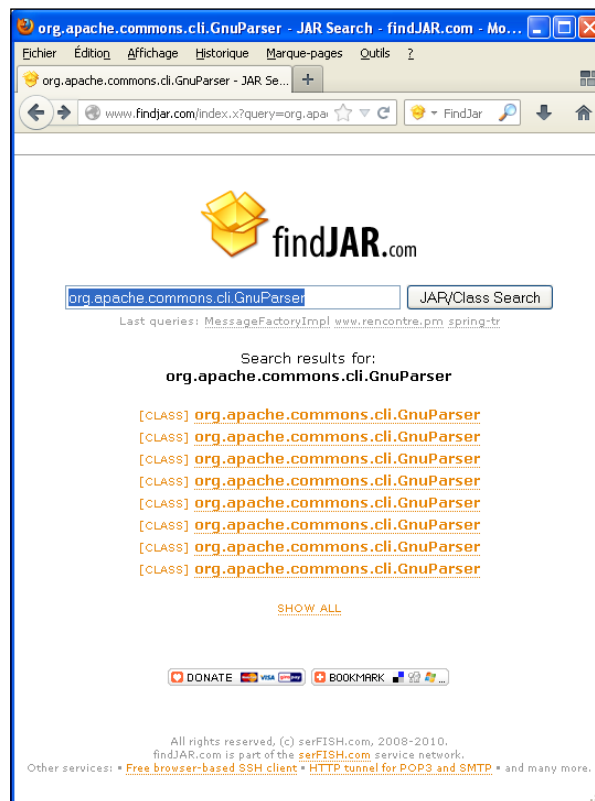 org.apache.commons.cli.GnuParser - JAR Search - findJAR.com - Mo...
Fichier Édition Affichage Historique Marque-pages Outils ?
org.apache.commons.cli.GnuParser - JAR Se... +
www.findjar.com/index.x?query=org.apa FindJar
findJAR.com
org.apache.commons.cli.GnuParser JAR/Class Search
Last queries: MessageFactoryImpl www.rencontre.pm spring-tr
Search results for:
org.apache.commons.cli.GnuParser
[CLASS] org.apache.commons.cli.GnuParser
[CLASS] org.apache.commons.cli.GnuParser
[CLASS] org.apache.commons.cli.GnuParser
[CLASS] org.apache.commons.cli.GnuParser
[CLASS] org.apache.commons.cli.GnuParser
[CLASS] org.apache.commons.cli.GnuParser
[CLASS] org.apache.commons.cli.GnuParser
[CLASS] org.apache.commons.cli.GnuParser
SHOW ALL
DONATE VISA BOOKMARK ...
All rights reserved, (c) serFISH.com, 2008-2010.
findJAR.com is part of the serFISH.com service network.
Other services: • Free browser-based SSH client • HTTP tunnel for POP3 and SMTP • and many more.